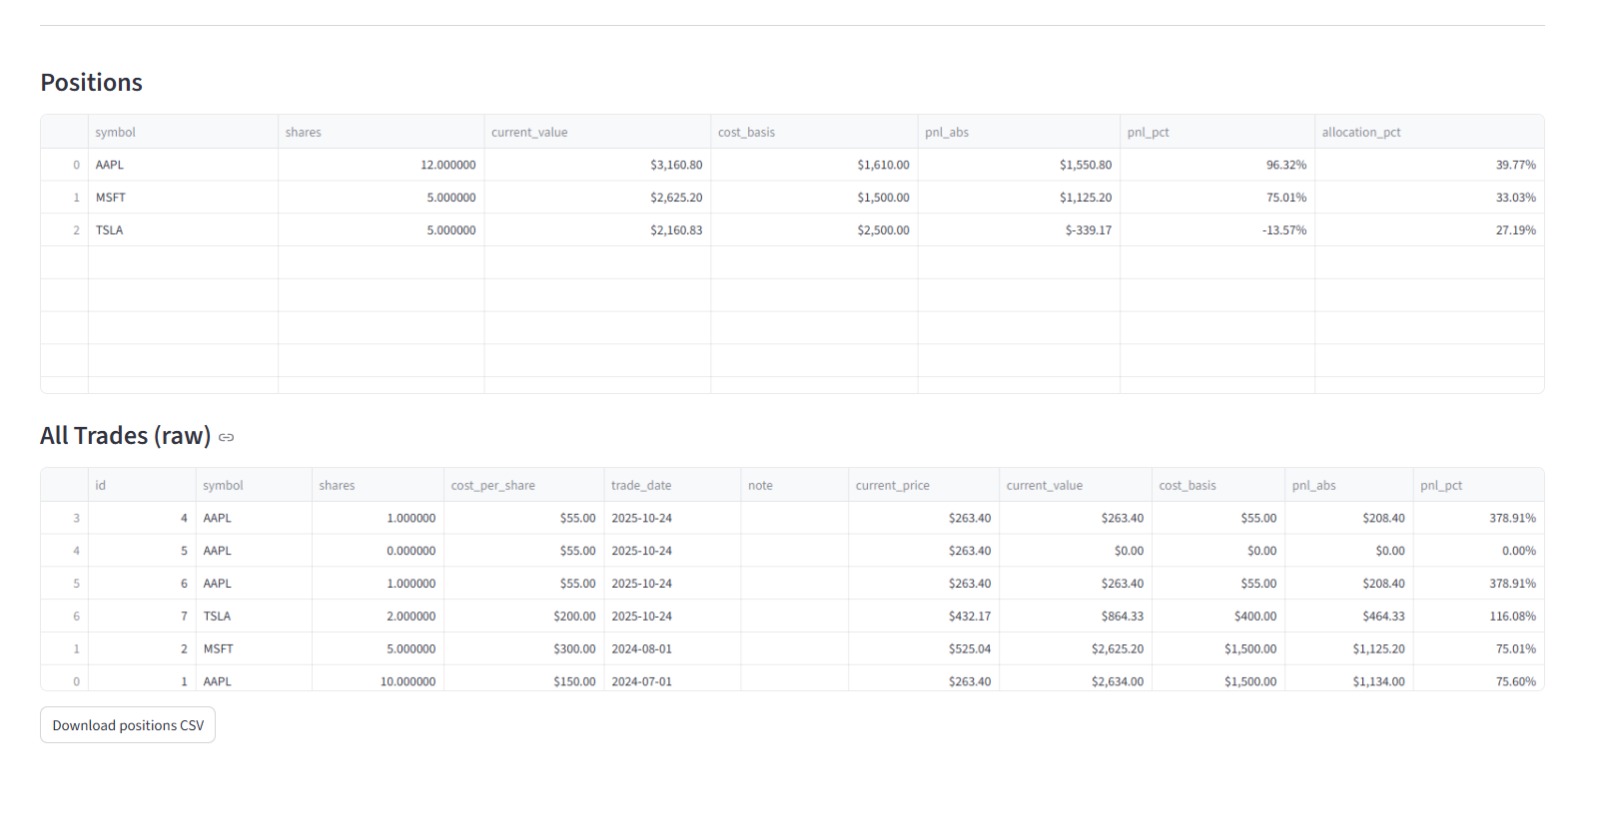 Positions
symbol shares current_value cost_basis pnl_abs pnl_pct allocation_pct
0 AAPL 12.000000 $3,160.80 $1,610.00 $1,550.80 96.32% 39.77%
1 MSFT 5.000000 $2,625.20 $1,500.00 $1,125.20 75.01% 33.03%
2 TSLA 5.000000 $2,160.83 $2,500.00 $-339.17 -13.57% 27.19%
All Trades (raw)
id symbol shares cost_per_share trade_date note current_price current_value cost_basis pnl_abs pnl_pct
3 4 AAPL 1.000000 $55.00 2025-10-24 $263.40 $263.40 $55.00 $208.40 378.91%
4 5 AAPL 0.000000 $55.00 2025-10-24 $263.40 $0.00 $0.00 $0.00 0.00%
5 6 AAPL 1.000000 $55.00 2025-10-24 $263.40 $263.40 $55.00 $208.40 378.91%
6 7 TSLA 2.000000 $200.00 2025-10-24 $432.17 $864.33 $400.00 $464.33 116.08%
1 2 MSFT 5.000000 $300.00 2024-08-01 $525.04 $2,625.20 $1,500.00 $1,125.20 75.01%
0 1 AAPL 10.000000 $150.00 2024-07-01 $263.40 $2,634.00 $1,500.00 $1,134.00 75.60%
Download positions CSV